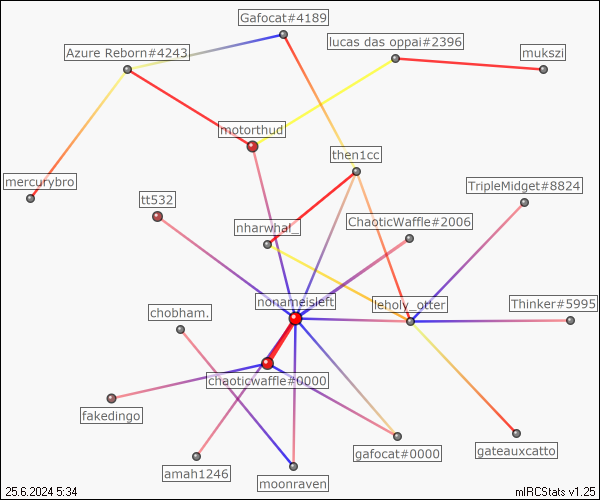 Gafocat#4189
lucas das oppai#2396
Azure Reborn#4243
mukszi
motorthud
then1cc
mercurybro
TripleMidget#8824
tt532
ChaoticWaffle#2006
nharwhal_
nonameisleft
leholy_otter
Thinker#5995
chobham.
chaoticwaffle#0000
fakedingo
gafocat#0000
gateauxcatto
amah1246
moonraven
25.6.2024 5:34
mIRCStats v1.25